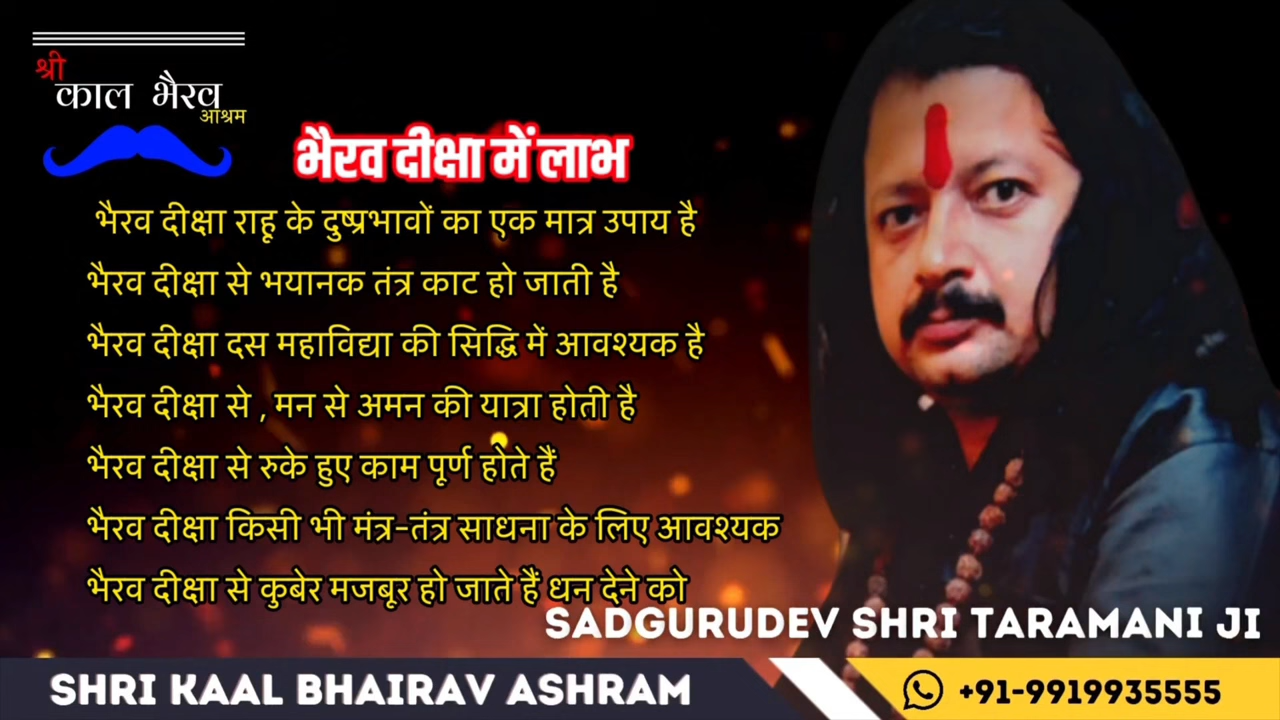 श्री
काल भैरव
आश्रम
भैरव दीक्षा में लाभ
भैरव दीक्षा राहू के दुष्प्रभावों का एक मात्र उपाय है
भैरव दीक्षा से भयानक तंत्र काट हो जाती है
भैरव दीक्षा दस महाविद्या की सिद्धि में आवश्यक है
भैरव दीक्षा से , मन से अमन की यात्रा होती है
भैरव दीक्षा से रुके हुए काम पूर्ण होते हैं
भैरव दीक्षा किसी भी मंत्र-तंत्र साधना के लिए आवश्यक
भैरव दीक्षा से कुबेर मजबूर हो जाते हैं धन देने को
SADGURUDEV SHRI TARAMANI JI
SHRI KAAL BHAIRAV ASHRAM
+91-9919935555